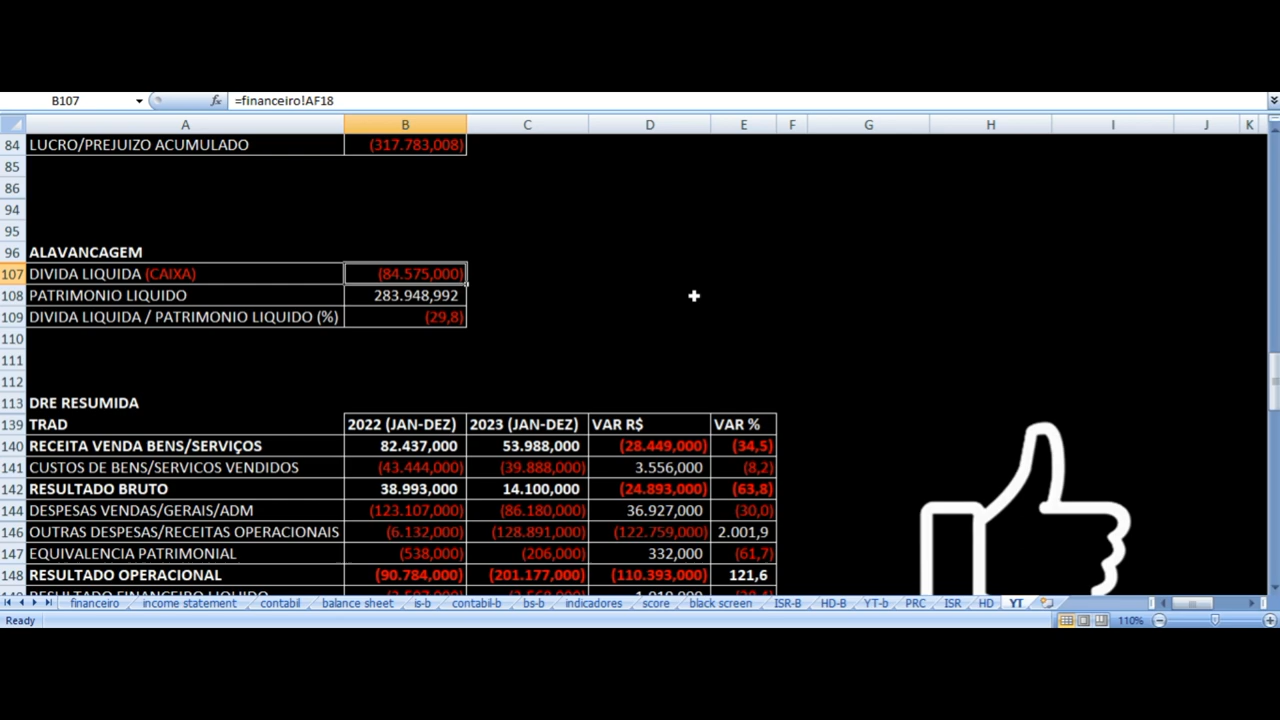 B107 fx =financeiro!AF18
A B C D E F G H I J K
84 LUCRO/PREJUIZO ACUMULADO (317.783,008)
85
86
94
95
96 ALAVANCAGEM
107 DIVIDA LIQUIDA (CAIXA) (84.575,000)
108 PATRIMONIO LIQUIDO 283.948,992
109 DIVIDA LIQUIDA / PATRIMONIO LIQUIDO (%) (29,8)
110
111
112
113 DRE RESUMIDA
139 TRAD 2022 (JAN-DEZ) 2023 (JAN-DEZ) VAR R$ VAR %
140 RECEITA VENDA BENS/SERVIÇOS 82.437,000 53.988,000 (28.449,000) (34,5)
141 CUSTOS DE BENS/SERVICOS VENDIDOS (43.444,000) (39.888,000) 3.556,000 (8,2)
142 RESULTADO BRUTO 38.993,000 14.100,000 (24.893,000) (63,8)
144 DESPESAS VENDAS/GERAIS/ADM (123.107,000) (86.180,000) 36.927,000 (30,0)
146 OUTRAS DESPESAS/RECEITAS OPERACIONAIS (6.132,000) (128.891,000) (122.759,000) 2.001,9
147 EQUIVALENCIA PATRIMONIAL (538,000) (206,000) 332,000 (61,7)
148 RESULTADO OPERACIONAL (90.784,000) (201.177,000) (110.393,000) 121,6
financeiro income statement contabil balance sheet is-b contabil-b bs-b indicadores score black screen ISR-B HD-B YT-b PRC ISR HD YT
Ready 110%